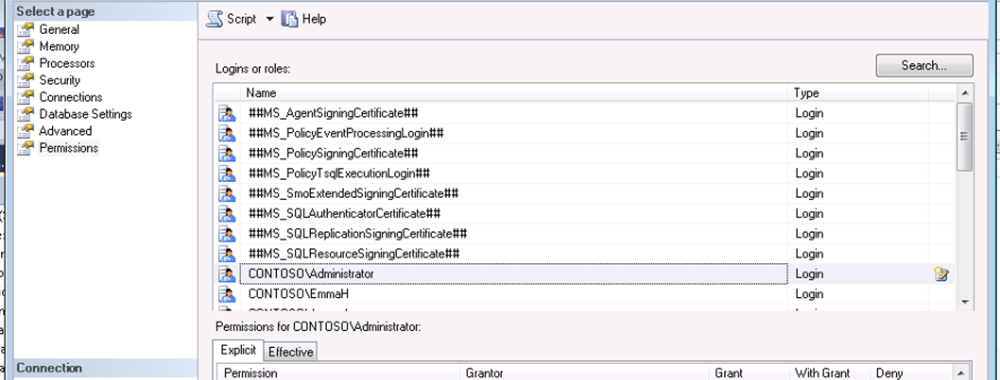 Select a page
General
Memory
Processors
Security
Connections
Database Settings
Advanced
Permissions
Connection
Script Help
Logins or roles:
Search...
Name Type
##MS_AgentSigningCertificate## Login
##MS_PolicyEventProcessingLogin## Login
##MS_PolicySigningCertificate## Login
##MS_PolicyTsqlExecutionLogin## Login
##MS_SmoExtendedSigningCertificate## Login
##MS_SQLAuthenticatorCertificate## Login
##MS_SQLReplicationSigningCertificate## Login
##MS_SQLResourceSigningCertificate## Login
CONTOSO\Administrator Login
CONTOSO\EmmaH Login
Permissions for CONTOSO\Administrator:
Explicit Effective
Permission Grantor Grant With Grant Deny